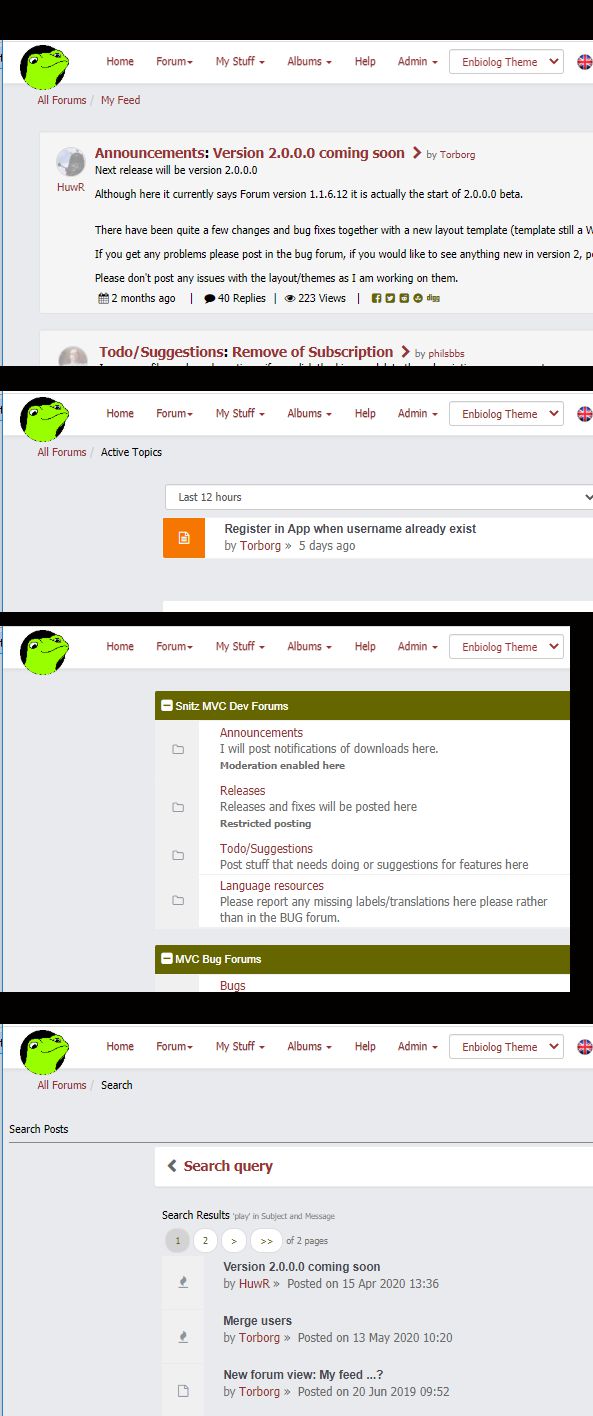 Home Forum My Stuff Albums Help Admin Enbiolog Theme
All Forums / My Feed
Announcements: Version 2.0.0.0 coming soon by Torborg
HuwR
Next release will be version 2.0.0.0
Although here it currently says Forum version 1.1.6.12 it is actually the start of 2.0.0.0 beta.
There have been quite a few changes and bug fixes together with a new layout template (template still a W
If you get any problems please post in the bug forum, if you would like to see anything new in version 2, p
Please don't post any issues with the layout/themes as I am working on them.
2 months ago | 40 Replies | 223 Views | digg
Todo/Suggestions: Remove of Subscription by philsbbs
Home Forum My Stuff Albums Help Admin Enbiolog Theme
All Forums / Active Topics
Last 12 hours
Register in App when username already exist
by Torborg » 5 days ago
Home Forum My Stuff Albums Help Admin Enbiolog Theme
Snitz MVC Dev Forums
Announcements
I will post notifications of downloads here.
Moderation enabled here
Releases
Releases and fixes will be posted here
Restricted posting
Todo/Suggestions
Post stuff that needs doing or suggestions for features here
Language resources
Please report any missing labels/translations here please rather
than in the BUG forum.
MVC Bug Forums
Bugs
Home Forum My Stuff Albums Help Admin Enbiolog Theme
All Forums / Search
Search Posts
Search query
Search Results 'play' in Subject and Message
1 2 > >> of 2 pages
Version 2.0.0.0 coming soon
by HuwR » Posted on 15 Apr 2020 13:36
Merge users
by Torborg » Posted on 13 May 2020 10:20
New forum view: My feed ...?
by Torborg » Posted on 20 Jun 2019 09:52